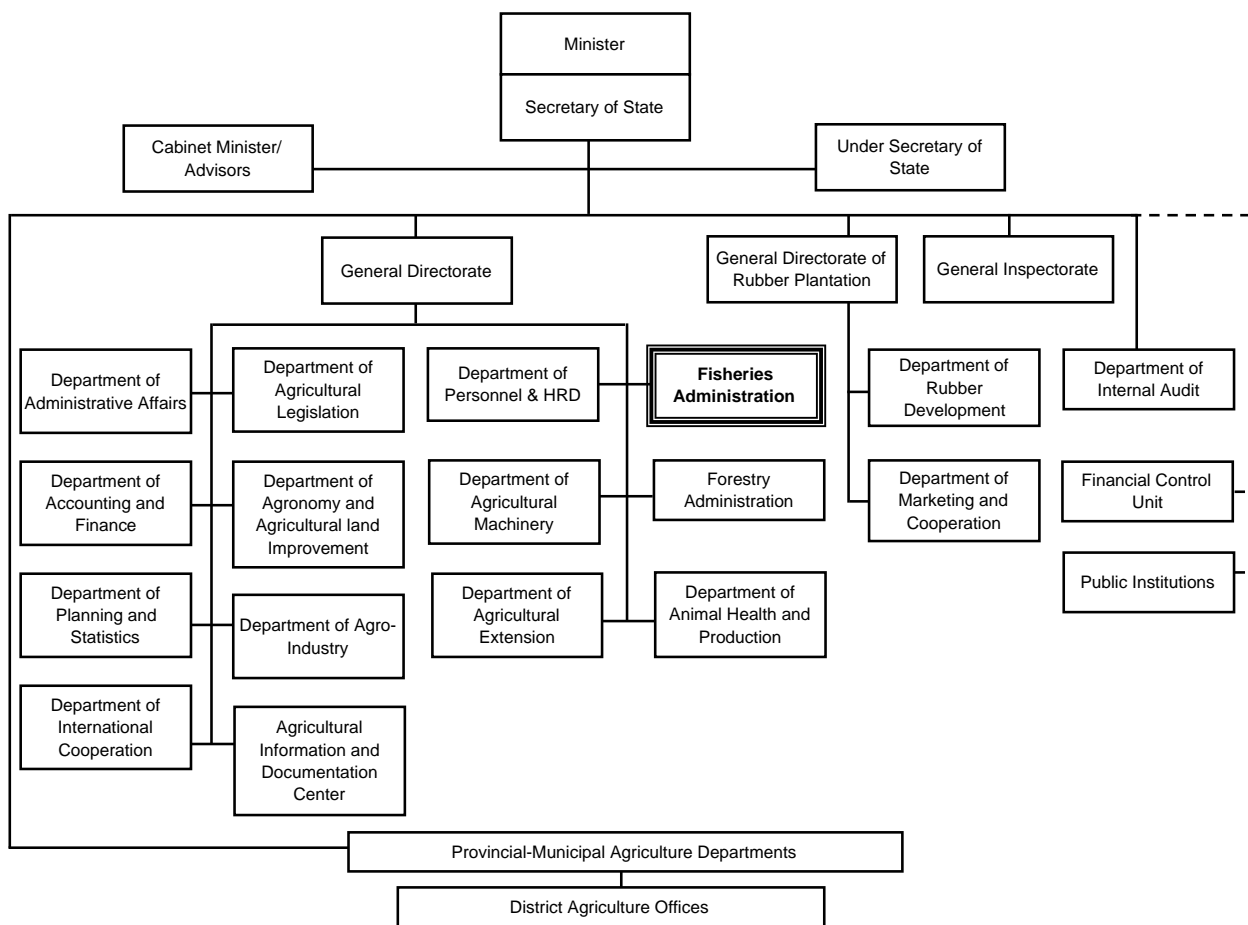 Minister
Secretary of State
Cabinet Minister/
Advisors
Under Secretary of
State
General Directorate
General Directorate of
Rubber Plantation
General Inspectorate
Department of
Administrative Affairs
Department of
Agricultural
Legislation
Department of
Personnel & HRD
Fisheries
Administration
Department of
Rubber
Development
Department of
Internal Audit
Department of
Accounting and
Finance
Department of
Agronomy and
Agricultural land
Improvement
Department of
Agricultural
Machinery
Forestry
Administration
Department of
Marketing and
Cooperation
Financial Control
Unit
Department of
Planning and
Statistics
Department of Agro-
Industry
Department of
Agricultural
Extension
Department of
Animal Health and
Production
Public Institutions
Department of
International
Cooperation
Agricultural
Information and
Documentation
Center
Provincial-Municipal Agriculture Departments
District Agriculture Offices